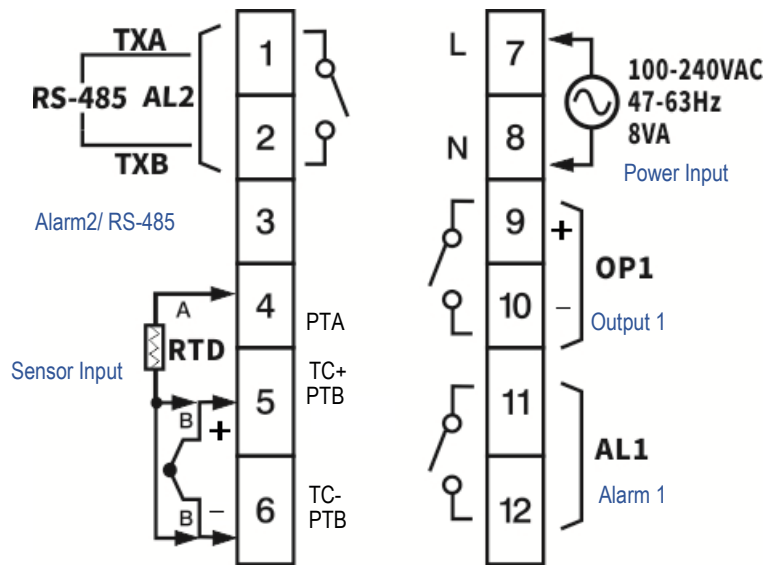 TXA
RS-485 AL2
TXB
Alarm2/ RS-485
1
2
3
4
5
6
A
RTD
Sensor Input
B
+
B
–
PTA
TC+
PTB
TC-
PTB
L
N
7
8
9
10
11
12
100-240VAC
47-63Hz
8VA
Power Input
+
OP1
–
Output 1
AL1
Alarm 1